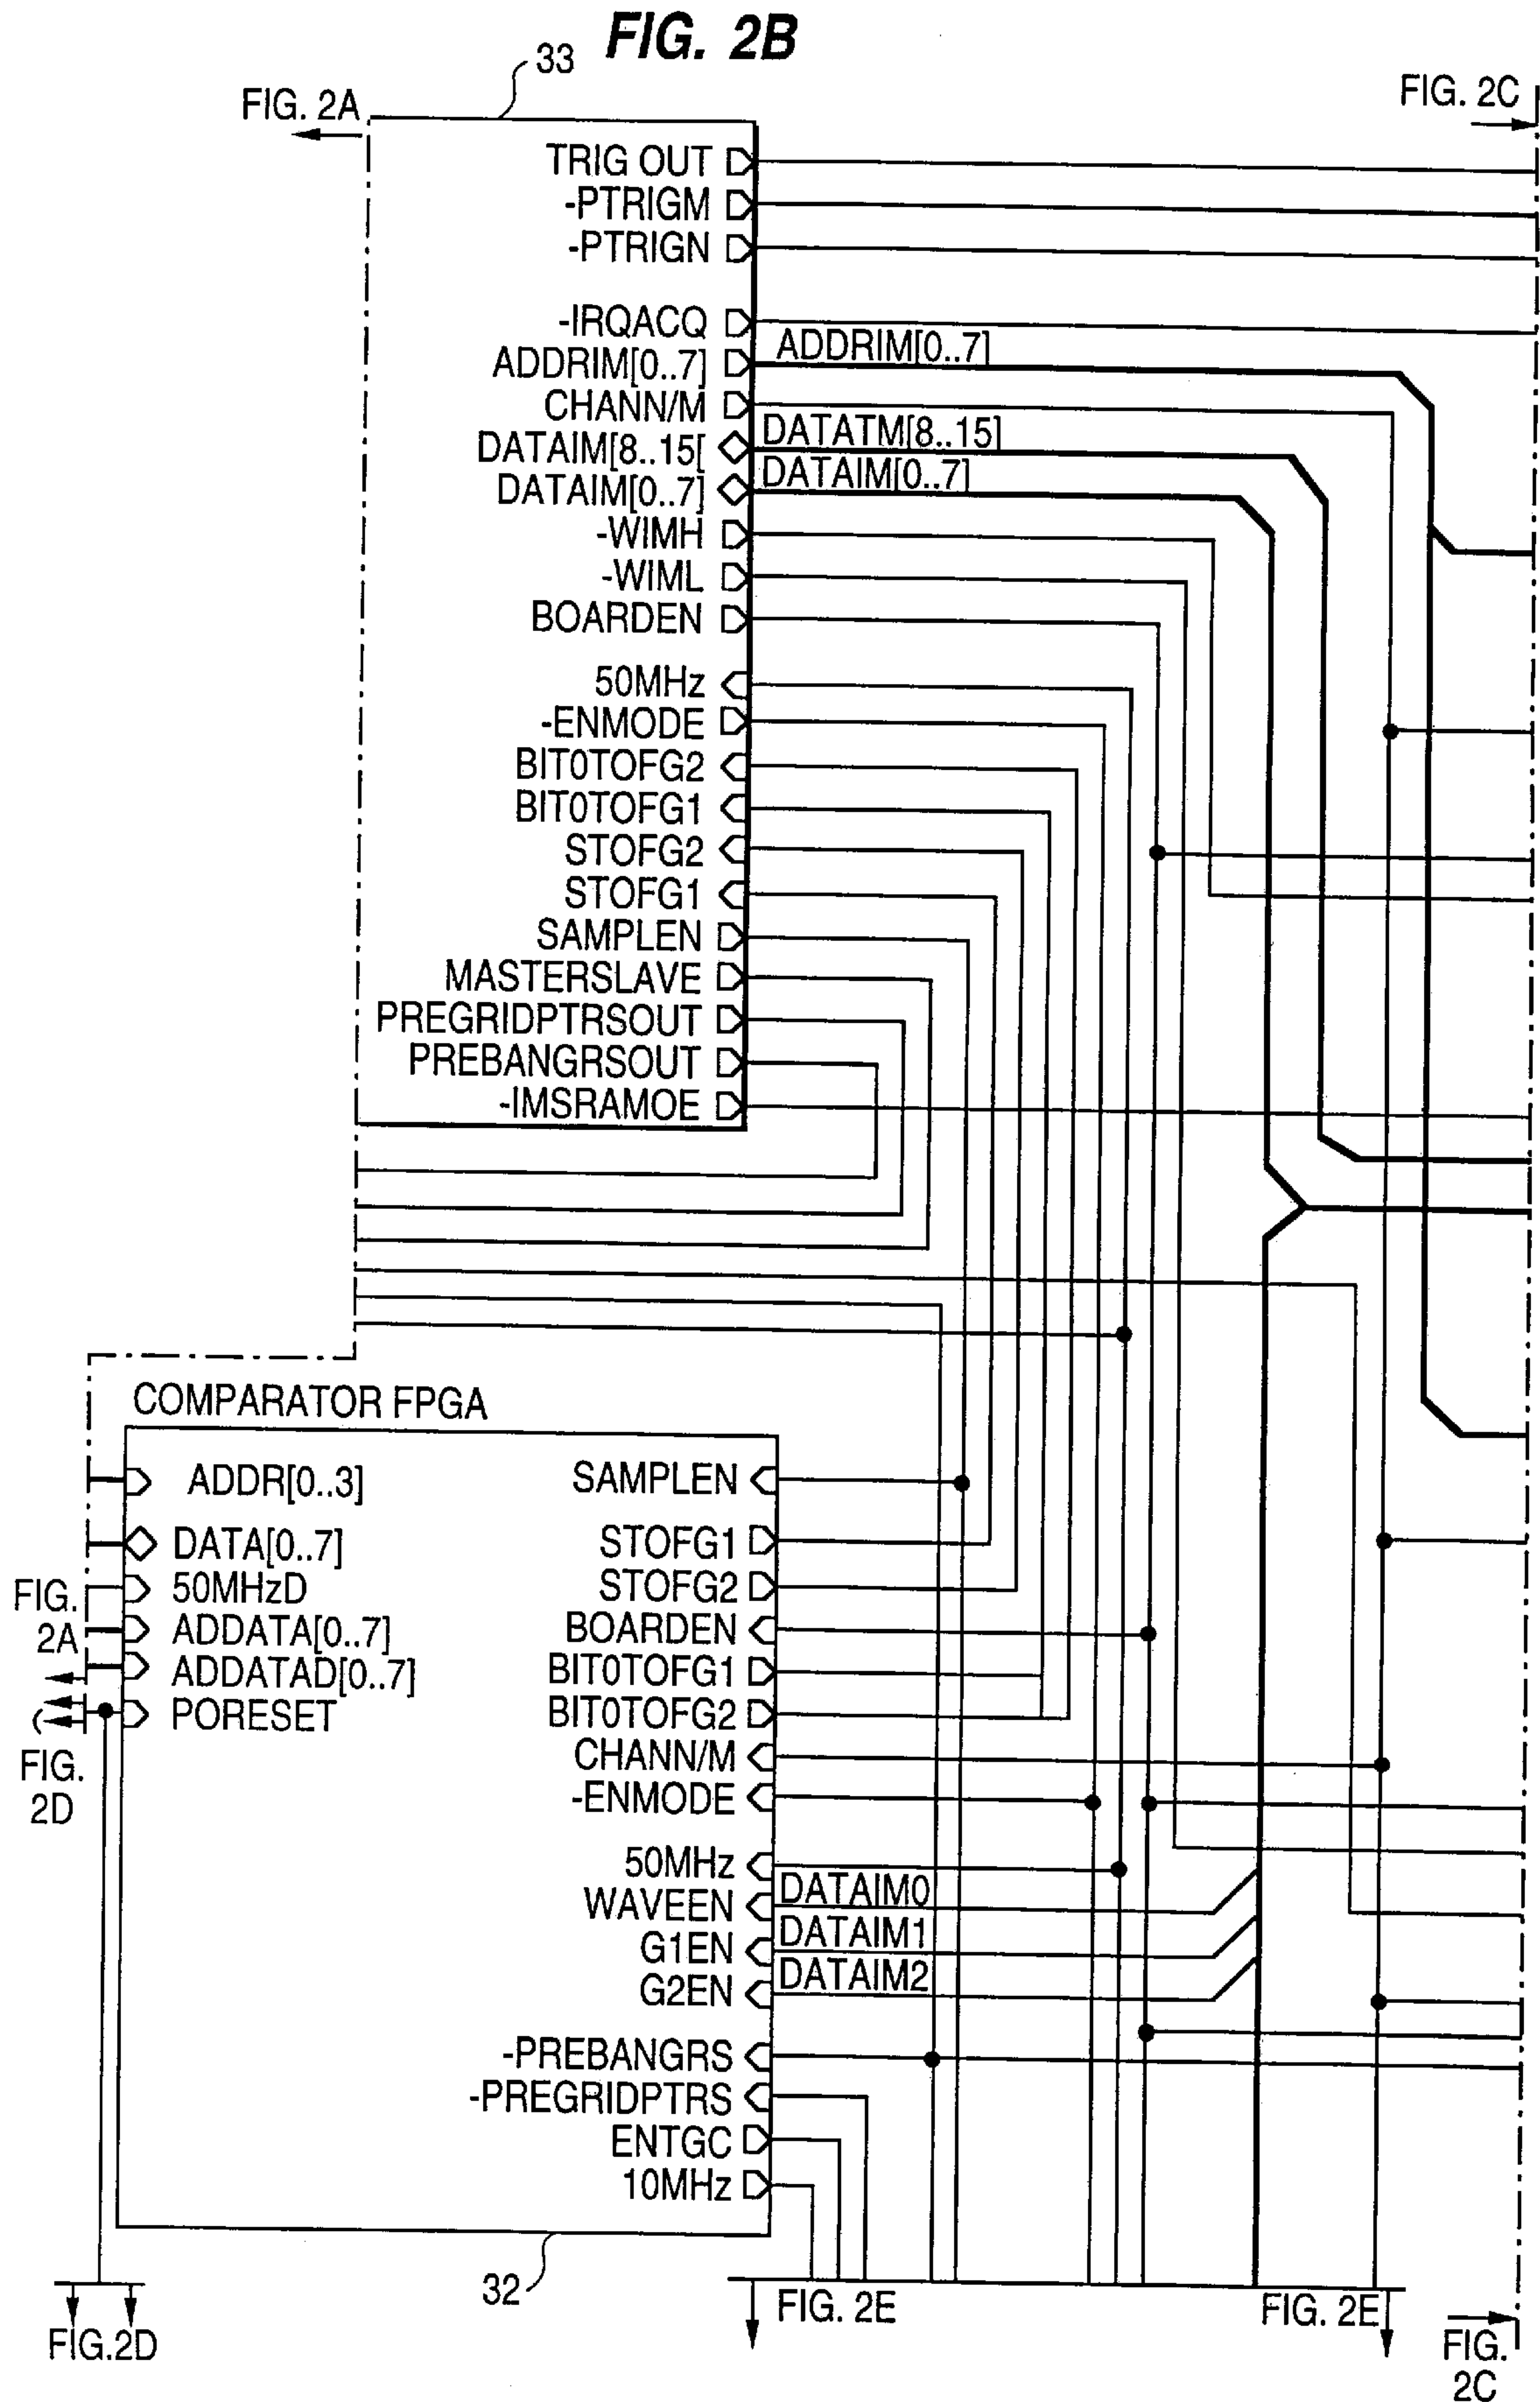 FIG. 2B
33
FIG. 2A
FIG. 2C
TRIG OUT
-PTRIGM
-PTRIGN
-IRQACQ
ADDRIM[0..7]
ADDRIM[0..7]
CHANN/M
DATAIM[8..15[
DATATM[8..15]
DATAIM[0..7]
DATAIM[0..7]
-WIMH
-WIML
BOARDEN
50MHz
-ENMODE
BIT0TOFG2
BIT0TOFG1
STOFG2
STOFG1
SAMPLEN
MASTERSLAVE
PREGRIDPTRSOUT
PREBANGRSOUT
-IMSRAMOE
COMPARATOR FPGA
ADDR[0..3]
DATA[0..7]
50MHzD
ADDATA[0..7]
ADDATAD[0..7]
PORESET
FIG.
2A
FIG.
2D
SAMPLEN
STOFG1
STOFG2
BOARDEN
BIT0TOFG1
BIT0TOFG2
CHANN/M
-ENMODE
50MHz
WAVEEN
DATAIM0
G1EN
DATAIM1
G2EN
DATAIM2
-PREBANGRS
-PREGRIDPTRS
ENTGC
10MHz
32
FIG.2D
FIG. 2E
FIG. 2E
FIG.
2C